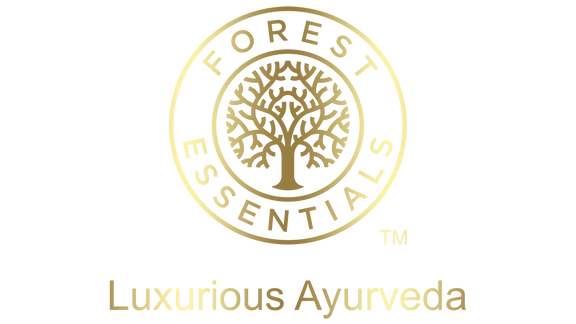 FOREST
ESSENTIALS
TM
Luxurious Ayurveda